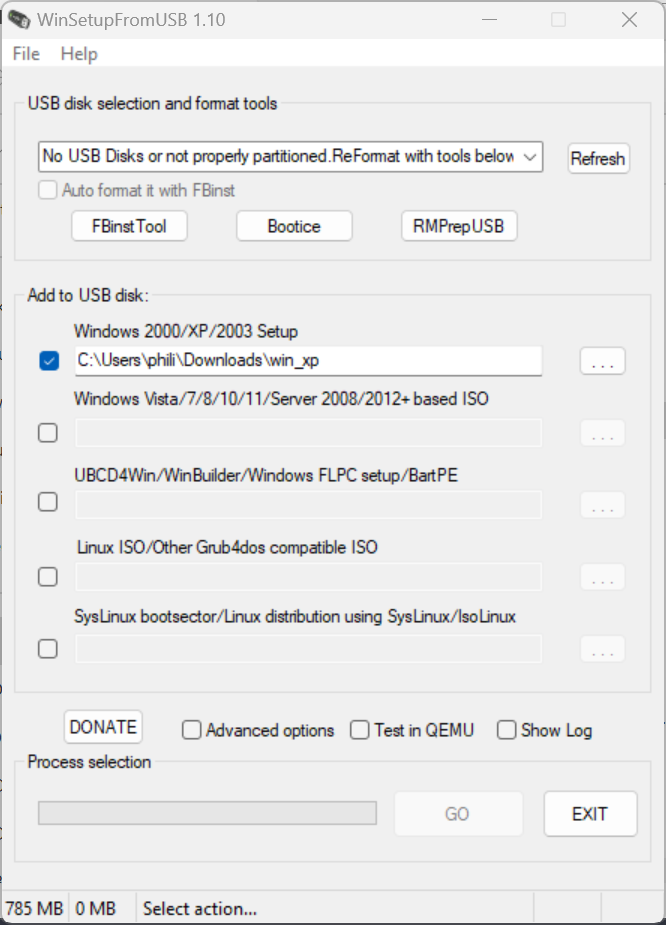 WinSetupFromUSB 1.10
File Help
USB disk selection and format tools
No USB Disks or not properly partitioned.ReFormat with tools below
Refresh
Auto format it with FBinst
FBinstTool
Bootice
RMPrepUSB
Add to USB disk:
Windows 2000/XP/2003 Setup
C:\Users\phili\Downloads\win_xp
...
Windows Vista/7/8/10/11/Server 2008/2012+ based ISO
...
UBCD4Win/WinBuilder/Windows FLPC setup/BartPE
...
Linux ISO/Other Grub4dos compatible ISO
...
SysLinux bootsector/Linux distribution using SysLinux/IsoLinux
...
DONATE
Advanced options
Test in QEMU
Show Log
Process selection
GO
EXIT
785 MB
0 MB
Select action...